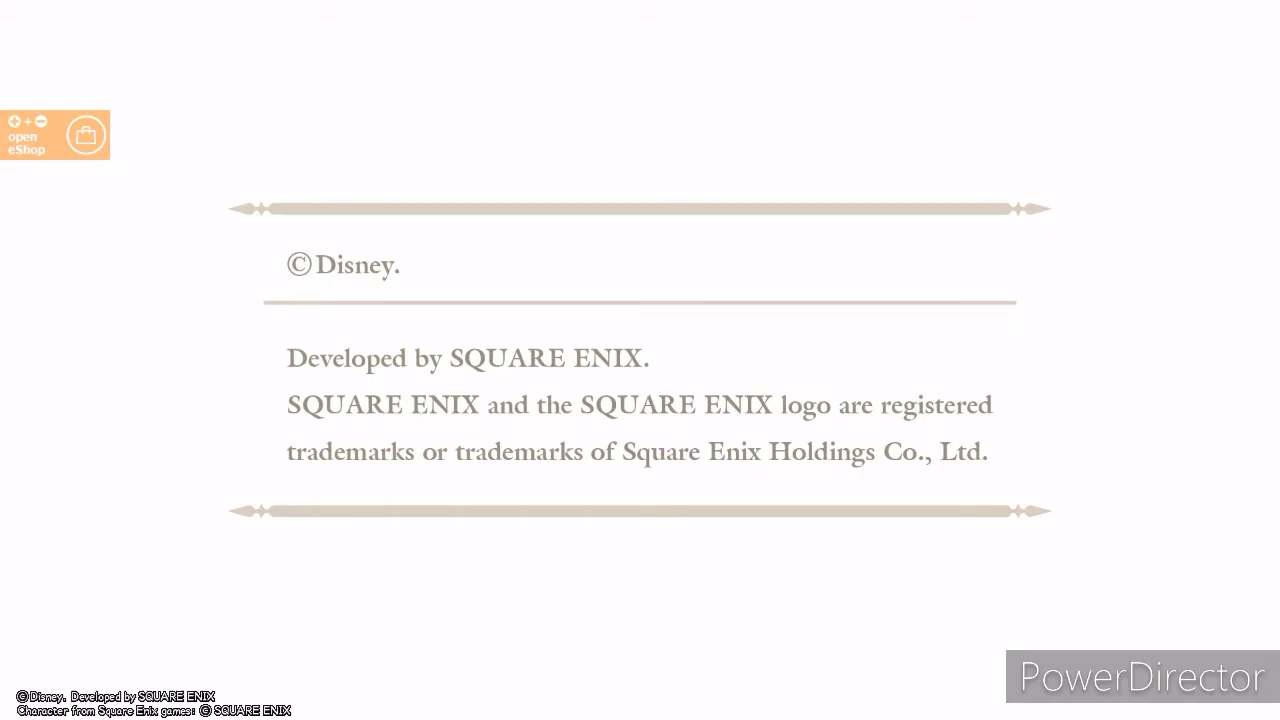 ⊕+⊖
open
eShop
©Disney.
Developed by SQUARE ENIX.
SQUARE ENIX and the SQUARE ENIX logo are registered
trademarks or trademarks of Square Enix Holdings Co., Ltd.
PowerDirector
© Disney. Developed by SQUARE ENIX
Character from Square Enix games: © SQUARE ENIX